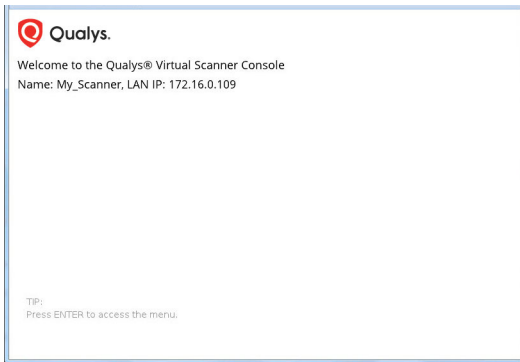 Qualys.
Welcome to the Qualys® Virtual Scanner Console
Name: My_Scanner, LAN IP: 172.16.0.109
TIP:
Press ENTER to access the menu.